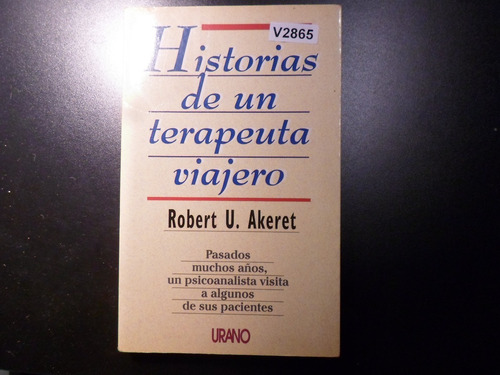 V2865
Historias
de un
terapeuta
viajero
Robert U. Akeret
Pasados
muchos años,
un psicoanalista visita
a algunos
de sus pacientes
URANO